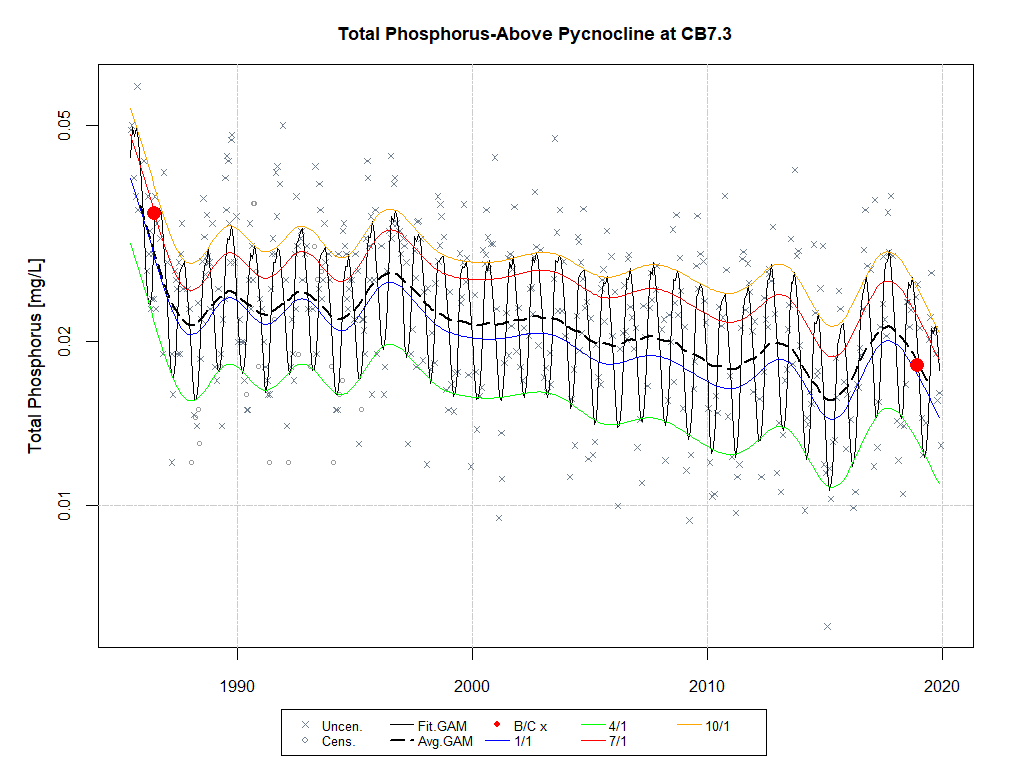 Total Phosphorus-Above Pycnocline at CB7.3
Total Phosphorus [mg/L]
0.05
0.02
0.01
1990 2000 2010 2020
Uncen. Fit.GAM B/C x 4/1 10/1
Cens. Avg.GAM 1/1 7/1